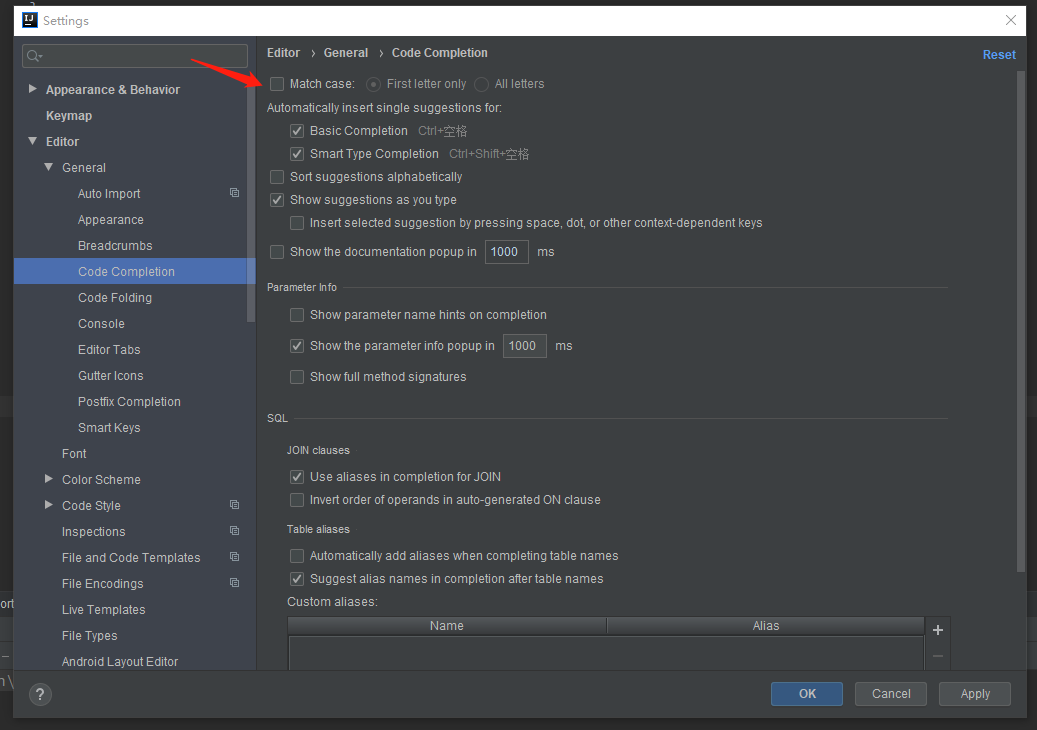 Settings
Editor › General › Code Completion
Reset
Appearance & Behavior
Keymap
Editor
General
Auto Import
Appearance
Breadcrumbs
Code Completion
Code Folding
Console
Editor Tabs
Gutter Icons
Postfix Completion
Smart Keys
Font
Color Scheme
Code Style
Inspections
File and Code Templates
File Encodings
Live Templates
File Types
Android Layout Editor
Match case: First letter only All letters
Automatically insert single suggestions for:
Basic Completion Ctrl+空格
Smart Type Completion Ctrl+Shift+空格
Sort suggestions alphabetically
Show suggestions as you type
Insert selected suggestion by pressing space, dot, or other context-dependent keys
Show the documentation popup in 1000 ms
Parameter Info
Show parameter name hints on completion
Show the parameter info popup in 1000 ms
Show full method signatures
SQL
JOIN clauses
Use aliases in completion for JOIN
Invert order of operands in auto-generated ON clause
Table aliases
Automatically add aliases when completing table names
Suggest alias names in completion after table names
Custom aliases:
Name Alias
? OK Cancel Apply